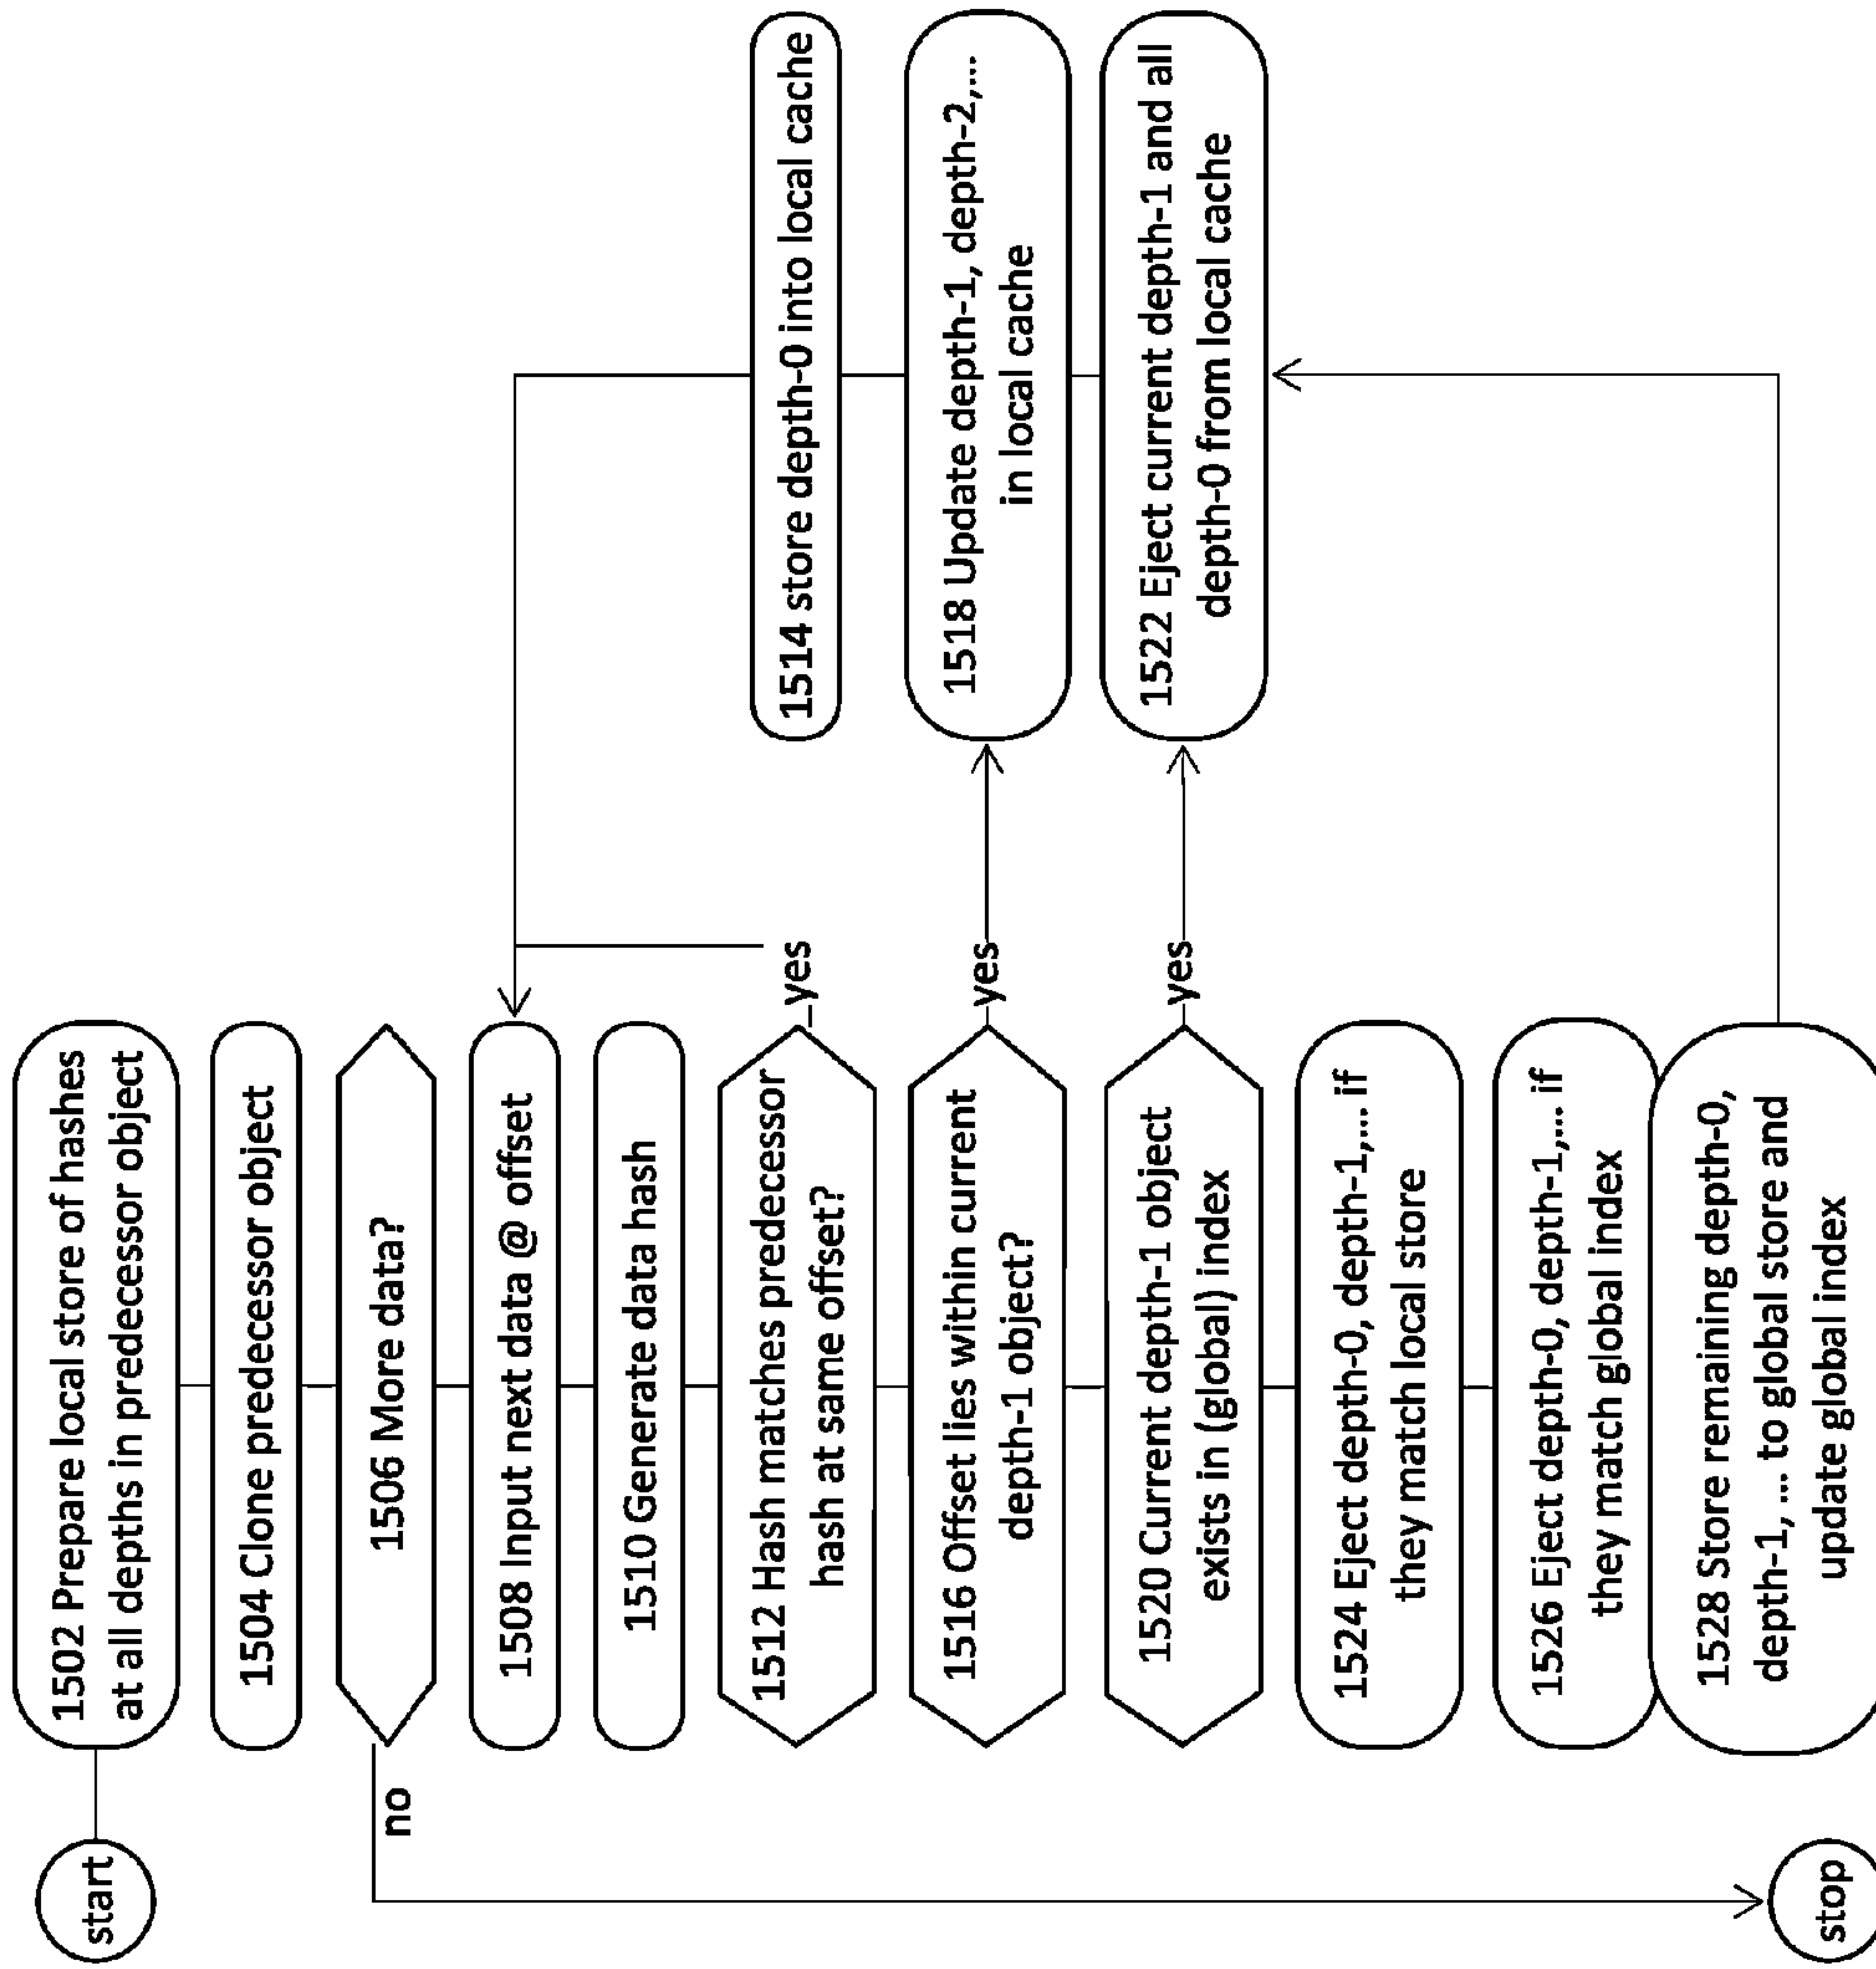 start
1502 Prepare local store of hashes
at all depths in predecessor object
1504 Clone predecessor object
1506 More data?
no
1508 Input next data @ offset
1510 Generate data hash
1512 Hash matches predecessor
hash at same offset?
yes
1514 store depth-0 into local cache
1516 Offset lies within current
depth-1 object?
yes
1518 Update depth-1, depth-2,...
in local cache
1520 Current depth-1 object
exists in (global) index
yes
1522 Eject current depth-1 and all
depth-0 from local cache
1524 Eject depth-0, depth-1,... if
they match local store
1526 Eject depth-0, depth-1,... if
they match global index
1528 Store remaining depth-0,
depth-1, ... to global store and
update global index
stop